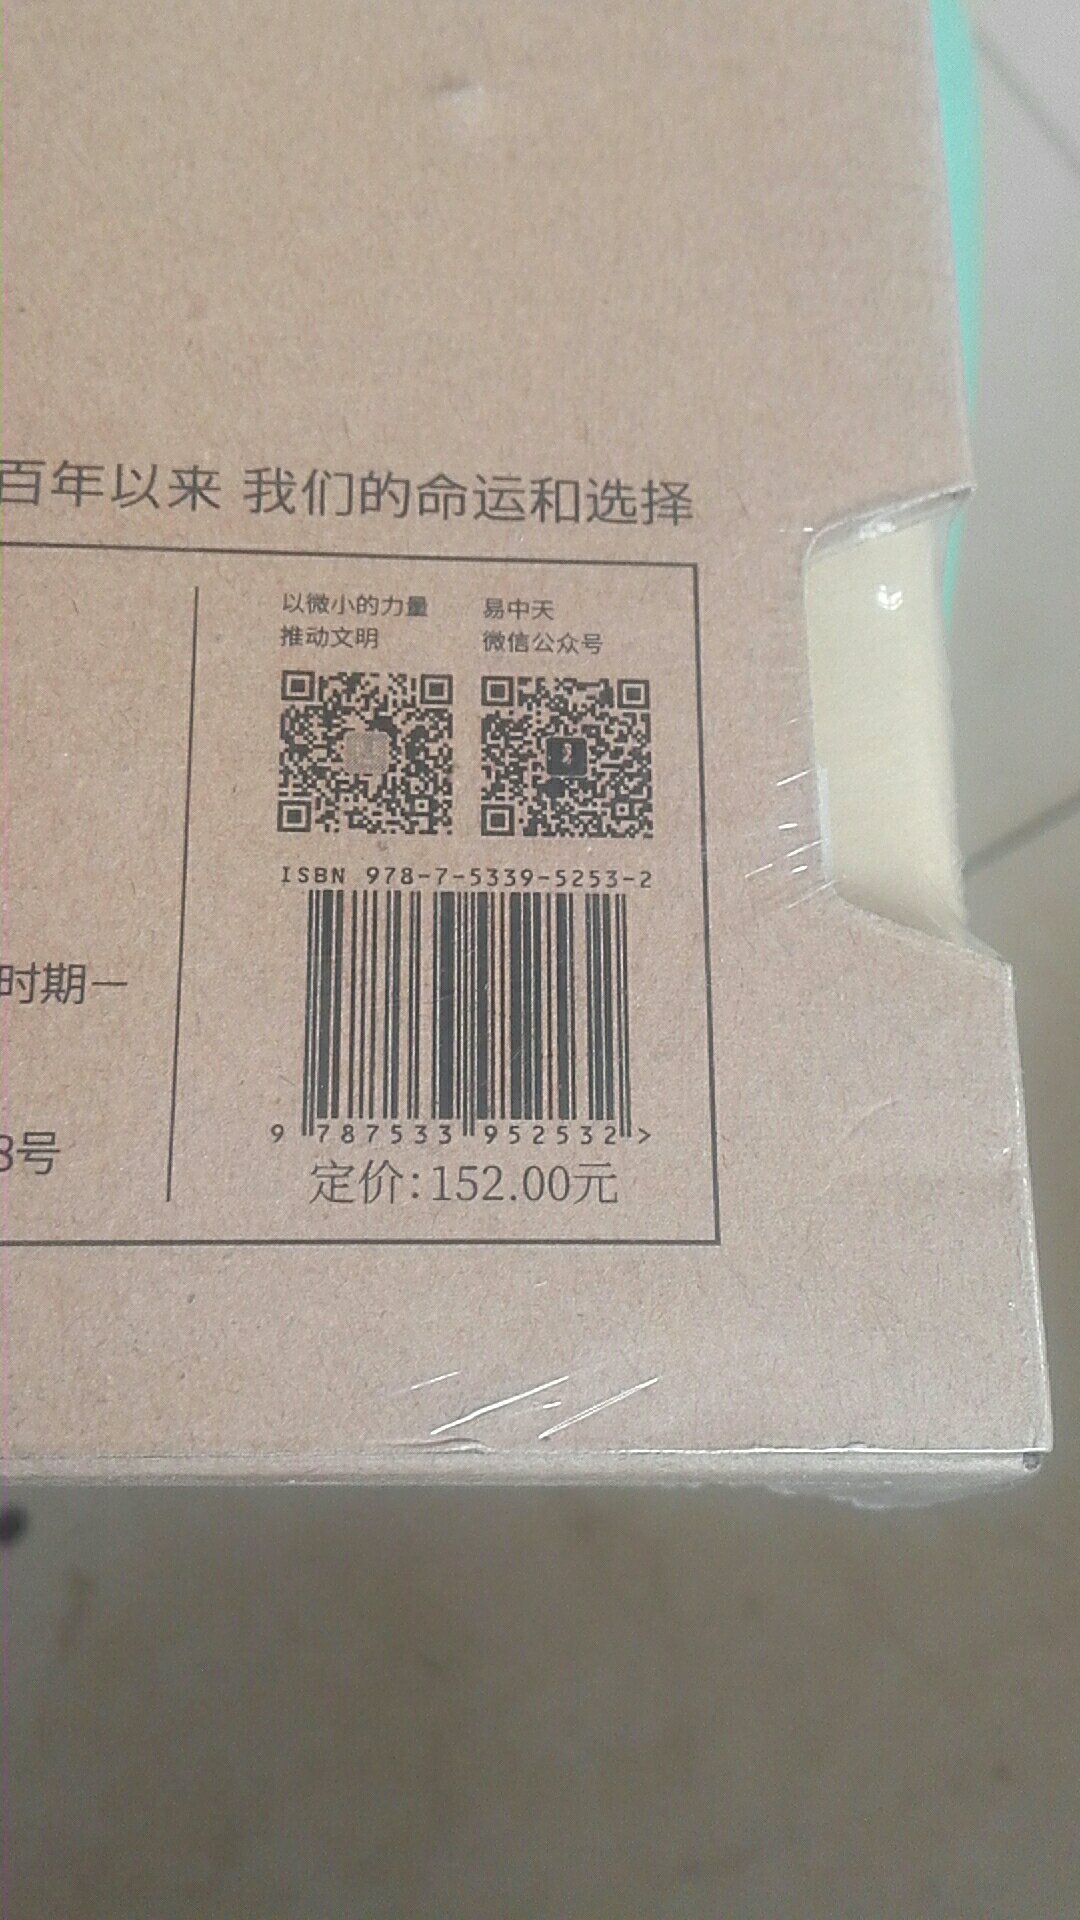 百年以来 我们的命运和选择
以微小的力量
推动文明
易中天
微信公众号
ISBN 978-7-5339-5253-2
9 787533 952532 >
定价:152.00元
时期一
8号